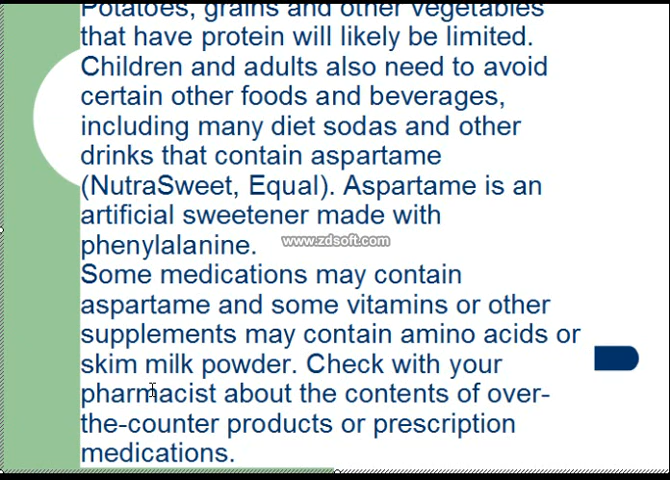 Potatoes, grains and other vegetables
that have protein will likely be limited.
Children and adults also need to avoid
certain other foods and beverages,
including many diet sodas and other
drinks that contain aspartame
(NutraSweet, Equal). Aspartame is an
artificial sweetener made with
phenylalanine.
www.zdsoft.com
Some medications may contain
aspartame and some vitamins or other
supplements may contain amino acids or
skim milk powder. Check with your
pharmacist about the contents of over-
the-counter products or prescription
medications.